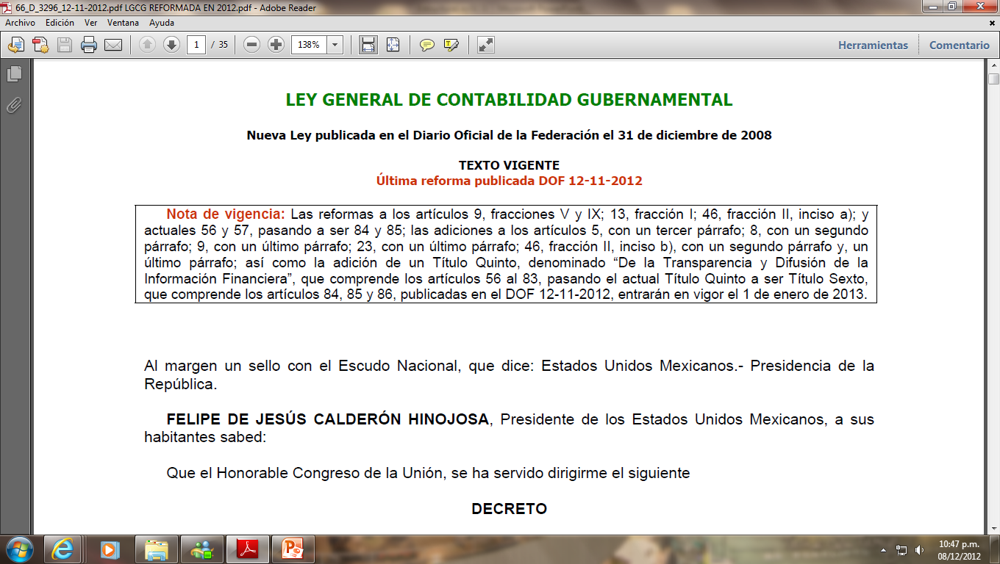 66_D_3296_12-11-2012.pdf LGCG REFORMADA EN 2012.pdf - Adobe Reader
Archivo Edición Ver Ventana Ayuda
1 / 35 138% Herramientas Comentario
LEY GENERAL DE CONTABILIDAD GUBERNAMENTAL
Nueva Ley publicada en el Diario Oficial de la Federación el 31 de diciembre de 2008
TEXTO VIGENTE
Última reforma publicada DOF 12-11-2012
Nota de vigencia: Las reformas a los artículos 9, fracciones V y IX; 13, fracción I; 46, fracción II, inciso a); y
actuales 56 y 57, pasando a ser 84 y 85; las adiciones a los artículos 5, con un tercer párrafo; 8, con un segundo
párrafo; 9, con un último párrafo; 23, con un último párrafo; 46, fracción II, inciso b), con un segundo párrafo y, un
último párrafo; así como la adición de un Título Quinto, denominado “De la Transparencia y Difusión de la
Información Financiera”, que comprende los artículos 56 al 83, pasando el actual Título Quinto a ser Título Sexto,
que comprende los artículos 84, 85 y 86, publicadas en el DOF 12-11-2012, entrarán en vigor el 1 de enero de 2013.
Al margen un sello con el Escudo Nacional, que dice: Estados Unidos Mexicanos.- Presidencia de la
República.
FELIPE DE JESÚS CALDERÓN HINOJOSA, Presidente de los Estados Unidos Mexicanos, a sus
habitantes sabed:
Que el Honorable Congreso de la Unión, se ha servido dirigirme el siguiente
DECRETO
10:47 p.m.
08/12/2012